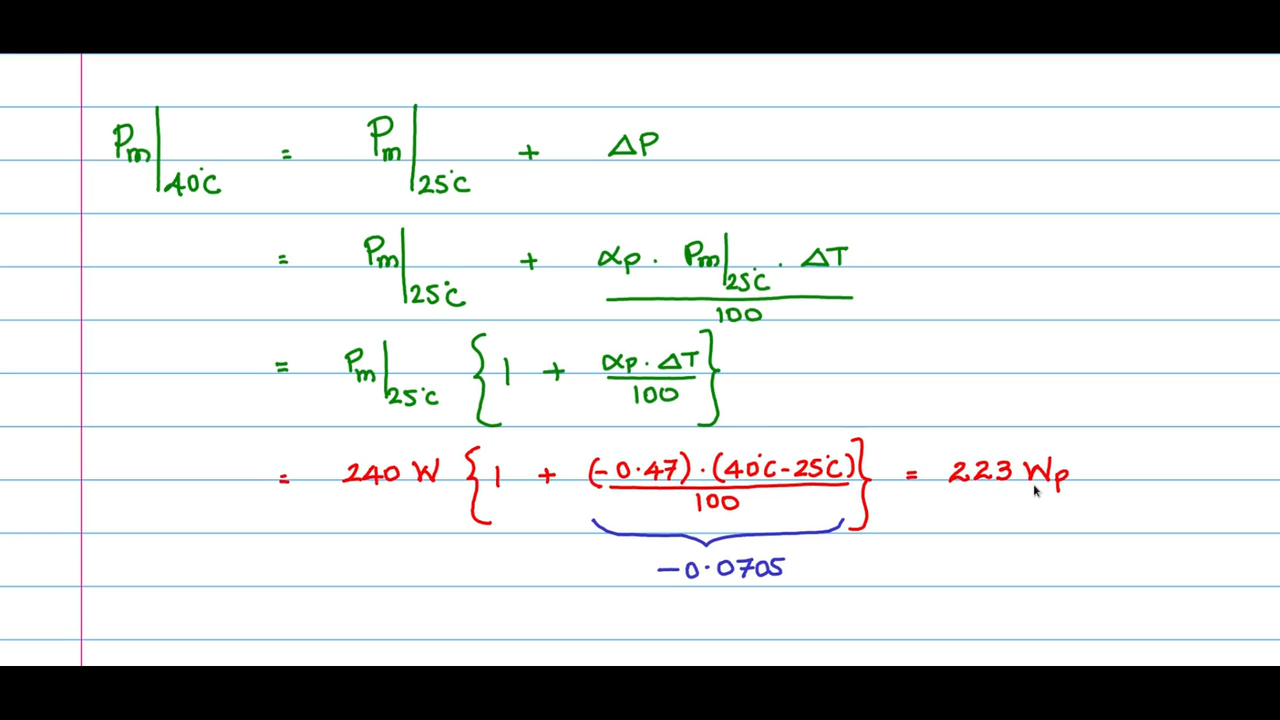 Pm|40°C = Pm|25°C + ΔP
= Pm|25°C + αp · Pm|25°C · ΔT / 100
= Pm|25°C { 1 + αp · ΔT / 100 }
= 240 W { 1 + (-0.47) · (40°C-25°C) / 100 } = 223 Wp
-0.0705